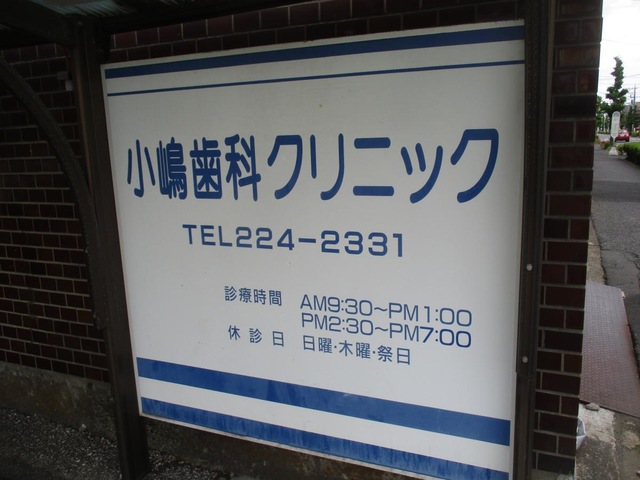 小嶋歯科クリニック
TEL224-2331
診療時間 AM9:30～PM1:00
PM2:30～PM7:00
休診日 日曜・木曜・祭日